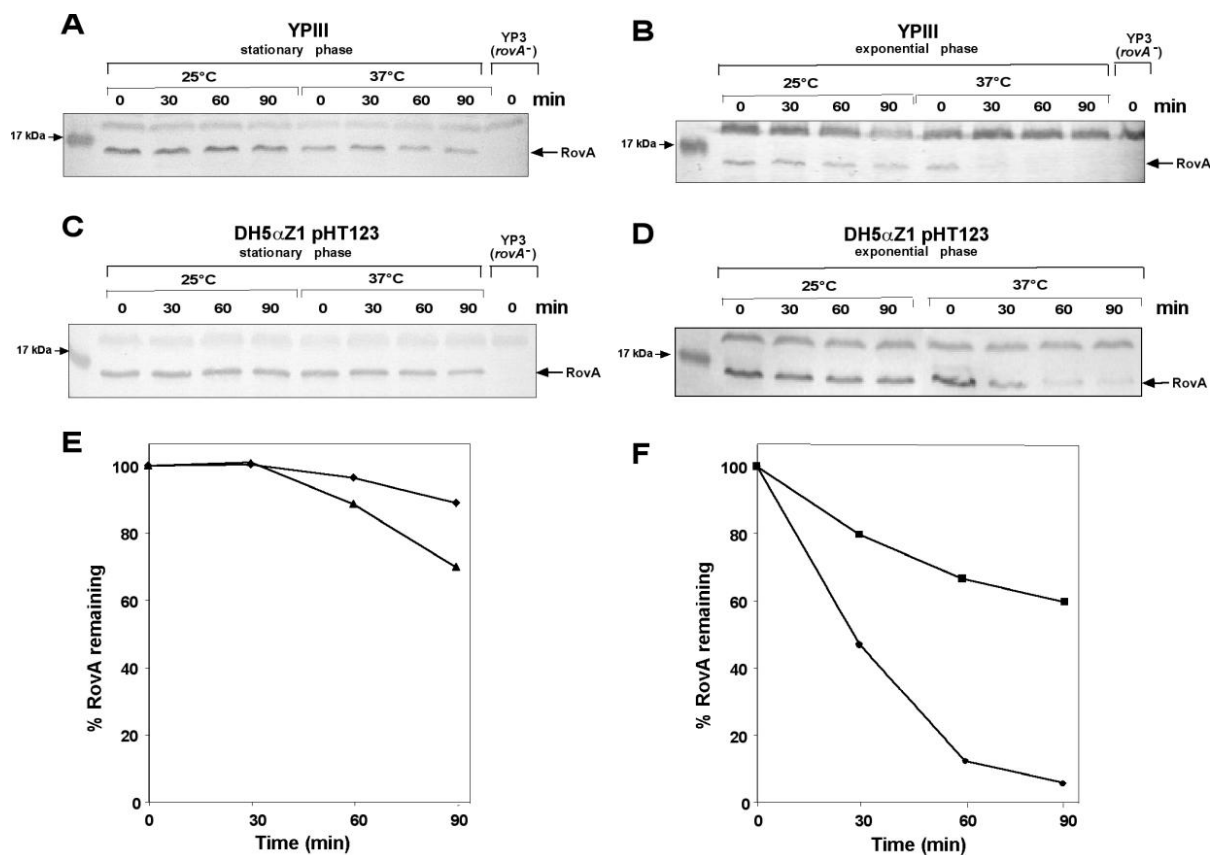 A
YPIII
stationary phase
YP3
(rovA⁻)
25°C 37°C
0 30 60 90 0 30 60 90 min 0
17 kDa
RovA
B
YPIII
exponential phase
YP3
(rovA⁻)
25°C 37°C
0 30 60 90 0 30 60 90 min 0
17 kDa
RovA
C
DH5αZ1 pHT123
stationary phase
YP3
(rovA⁻)
25°C 37°C
0 30 60 90 0 30 60 90 0 min
17 kDa
RovA
D
DH5αZ1 pHT123
exponential phase
25°C 37°C
0 30 60 90 0 30 60 90 min
17 kDa
RovA
E
% RovA remaining
100
80
60
40
20
0
0 30 60 90
Time (min)
F
% RovA remaining
100
80
60
40
20
0
0 30 60 90
Time (min)